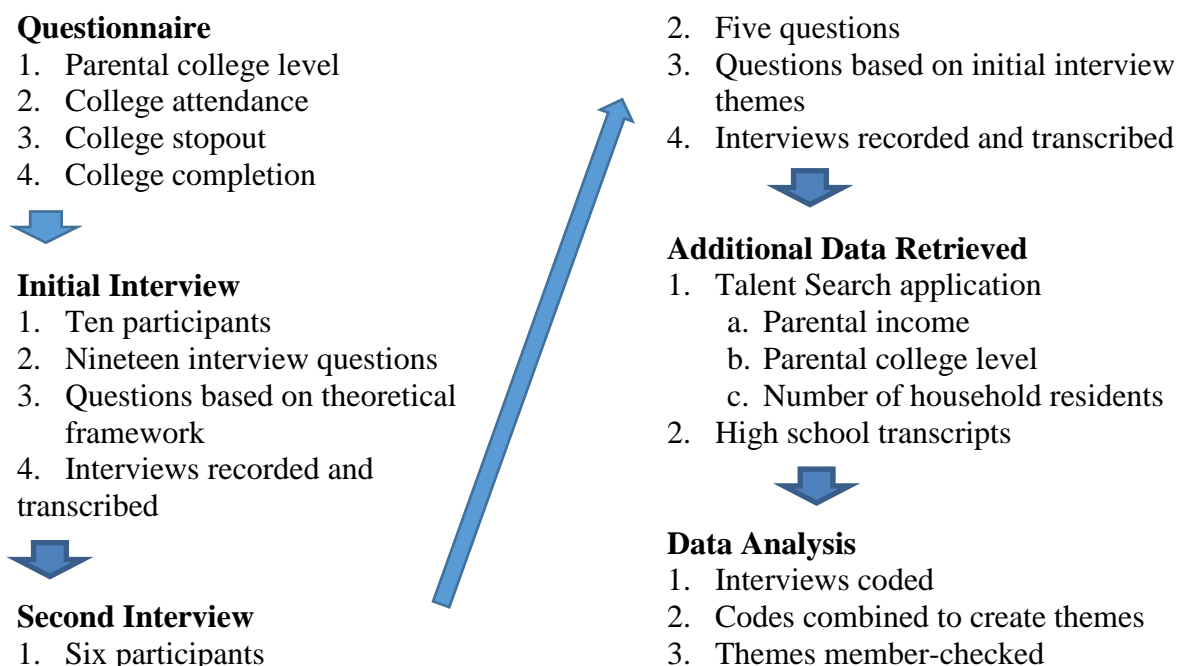 Questionnaire
1. Parental college level
2. College attendance
3. College stopout
4. College completion
Initial Interview
1. Ten participants
2. Nineteen interview questions
3. Questions based on theoretical
framework
4. Interviews recorded and
transcribed
Second Interview
1. Six participants
2. Five questions
3. Questions based on initial interview
themes
4. Interviews recorded and transcribed
Additional Data Retrieved
1. Talent Search application
a. Parental income
b. Parental college level
c. Number of household residents
2. High school transcripts
Data Analysis
1. Interviews coded
2. Codes combined to create themes
3. Themes member-checked